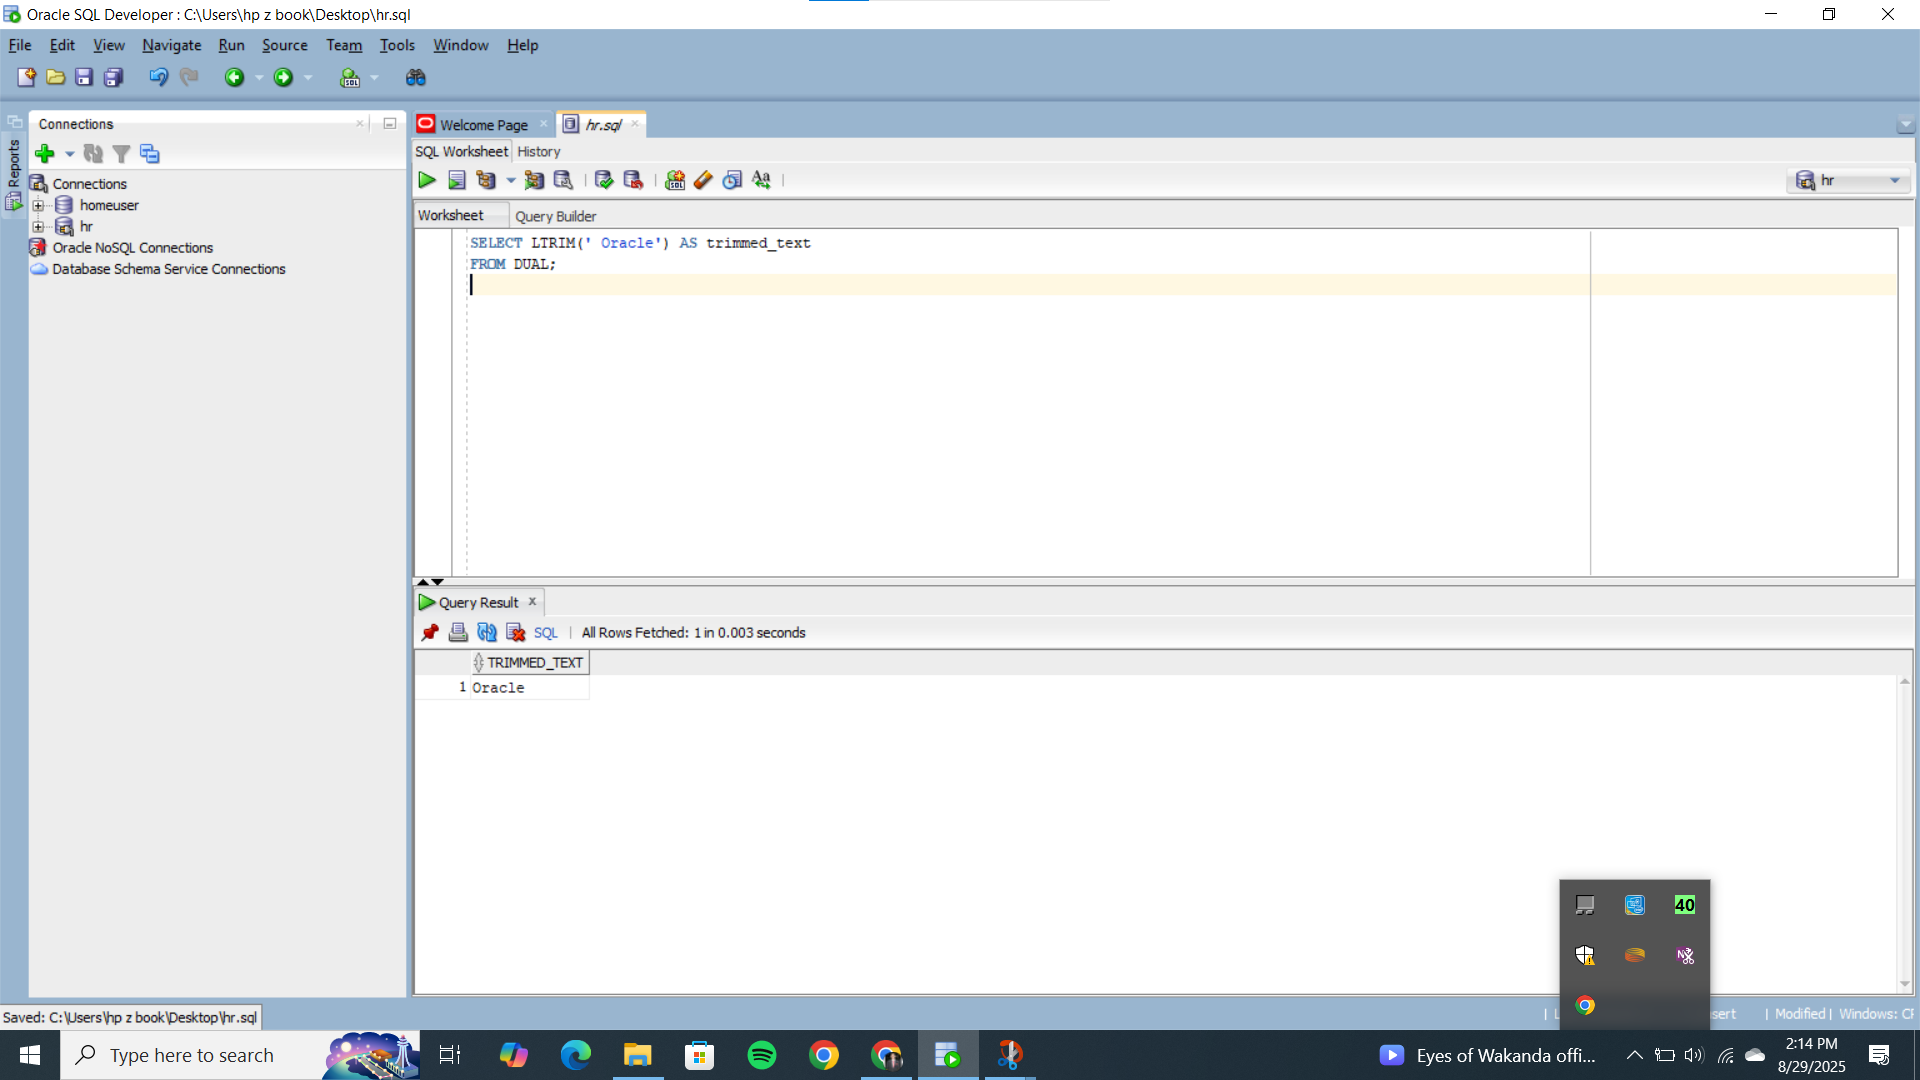 Oracle SQL Developer : C:\Users\hp z book\Desktop\hr.sql
File Edit View Navigate Run Source Team Tools Window Help
Connections
Welcome Page
hr.sql
SQL Worksheet History
Reports
hr
Worksheet Query Builder
Connections
homeuser
hr
Oracle NoSQL Connections
Database Schema Service Connections
SELECT LTRIM(' Oracle') AS trimmed_text
FROM DUAL;
Query Result
SQL | All Rows Fetched: 1 in 0.003 seconds
TRIMMED_TEXT
1 Oracle
40
Saved: C:\Users\hp z book\Desktop\hr.sql
| Modified | Windows:
Type here to search
Eyes of Wakanda offi...
2:14 PM
8/29/2025